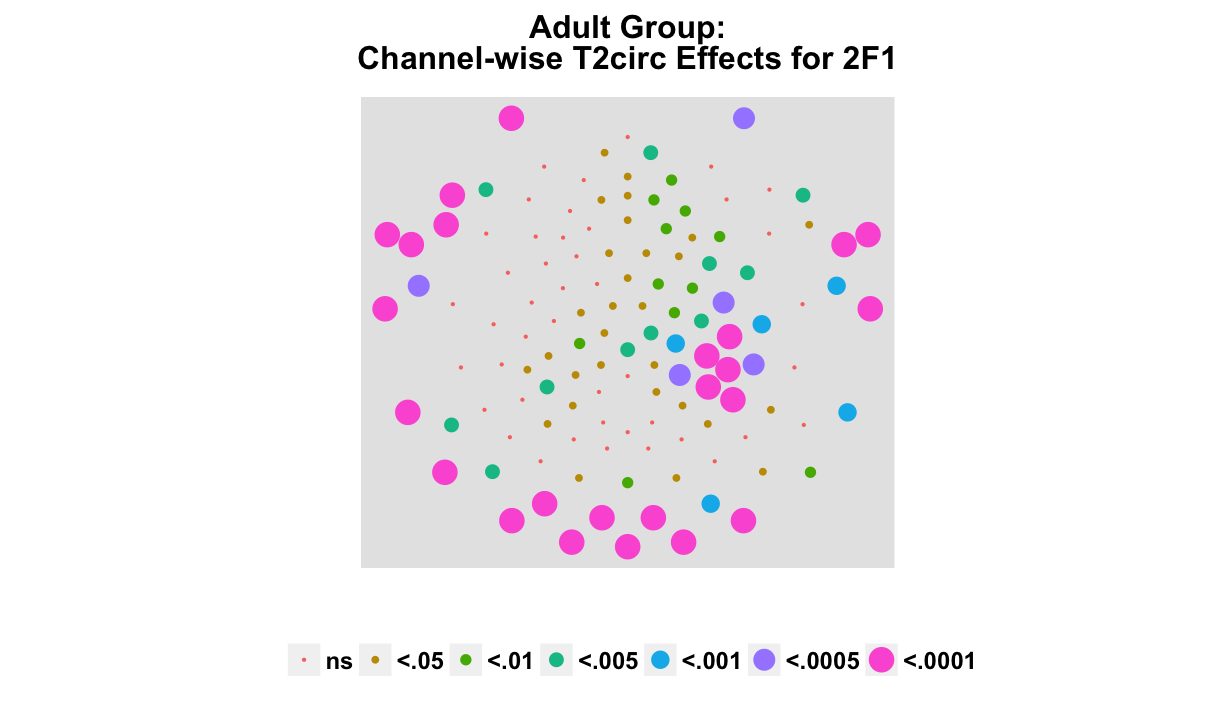 Adult Group:
Channel-wise T2circ Effects for 2F1
ns <.05 <.01 <.005 <.001 <.0005 <.0001